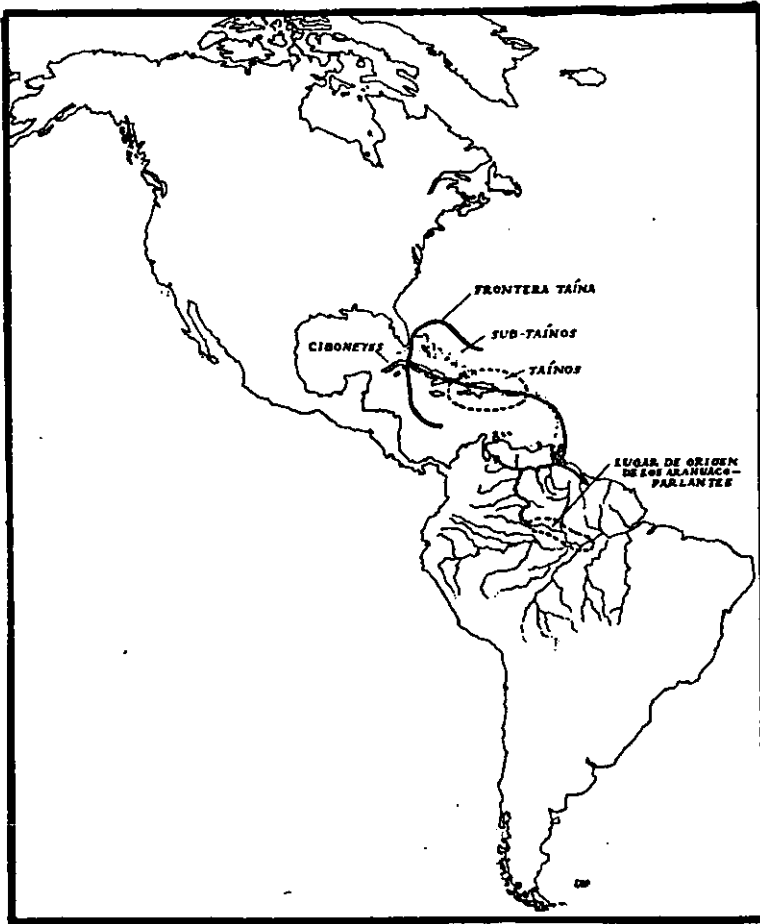 FRONTERA TAÍNA
SUB-TAÍNOS
CIBONEYES
TAÍNOS
LUGAR DE ORIGEN
DE LOS ARAHUACO-
PARLANTES